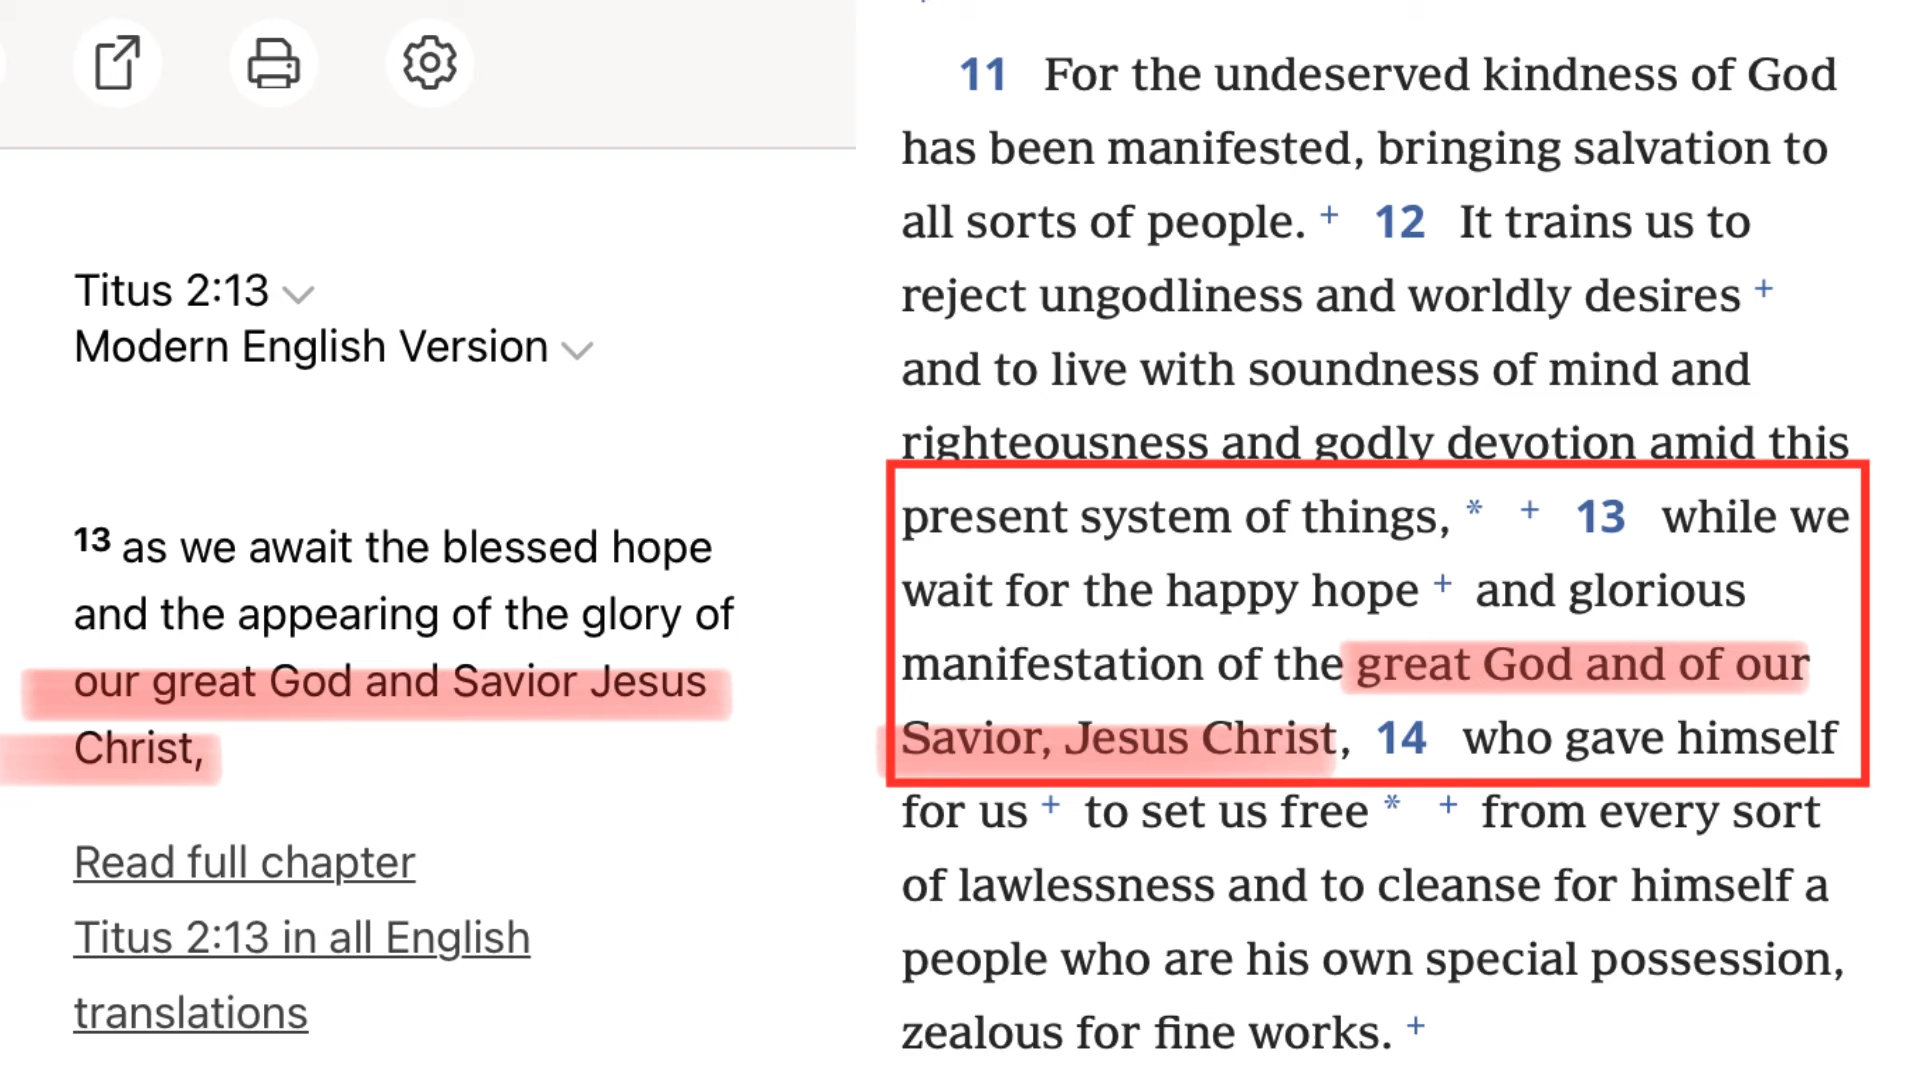 Titus 2:13
Modern English Version
13 as we await the blessed hope
and the appearing of the glory of
our great God and Savior Jesus
Christ,
Read full chapter
Titus 2:13 in all English
translations
11 For the undeserved kindness of God
has been manifested, bringing salvation to
all sorts of people. + 12 It trains us to
reject ungodliness and worldly desires +
and to live with soundness of mind and
righteousness and godly devotion amid this
present system of things, * + 13 while we
wait for the happy hope + and glorious
manifestation of the great God and of our
Savior, Jesus Christ, 14 who gave himself
for us + to set us free * + from every sort
of lawlessness and to cleanse for himself a
people who are his own special possession,
zealous for fine works. +